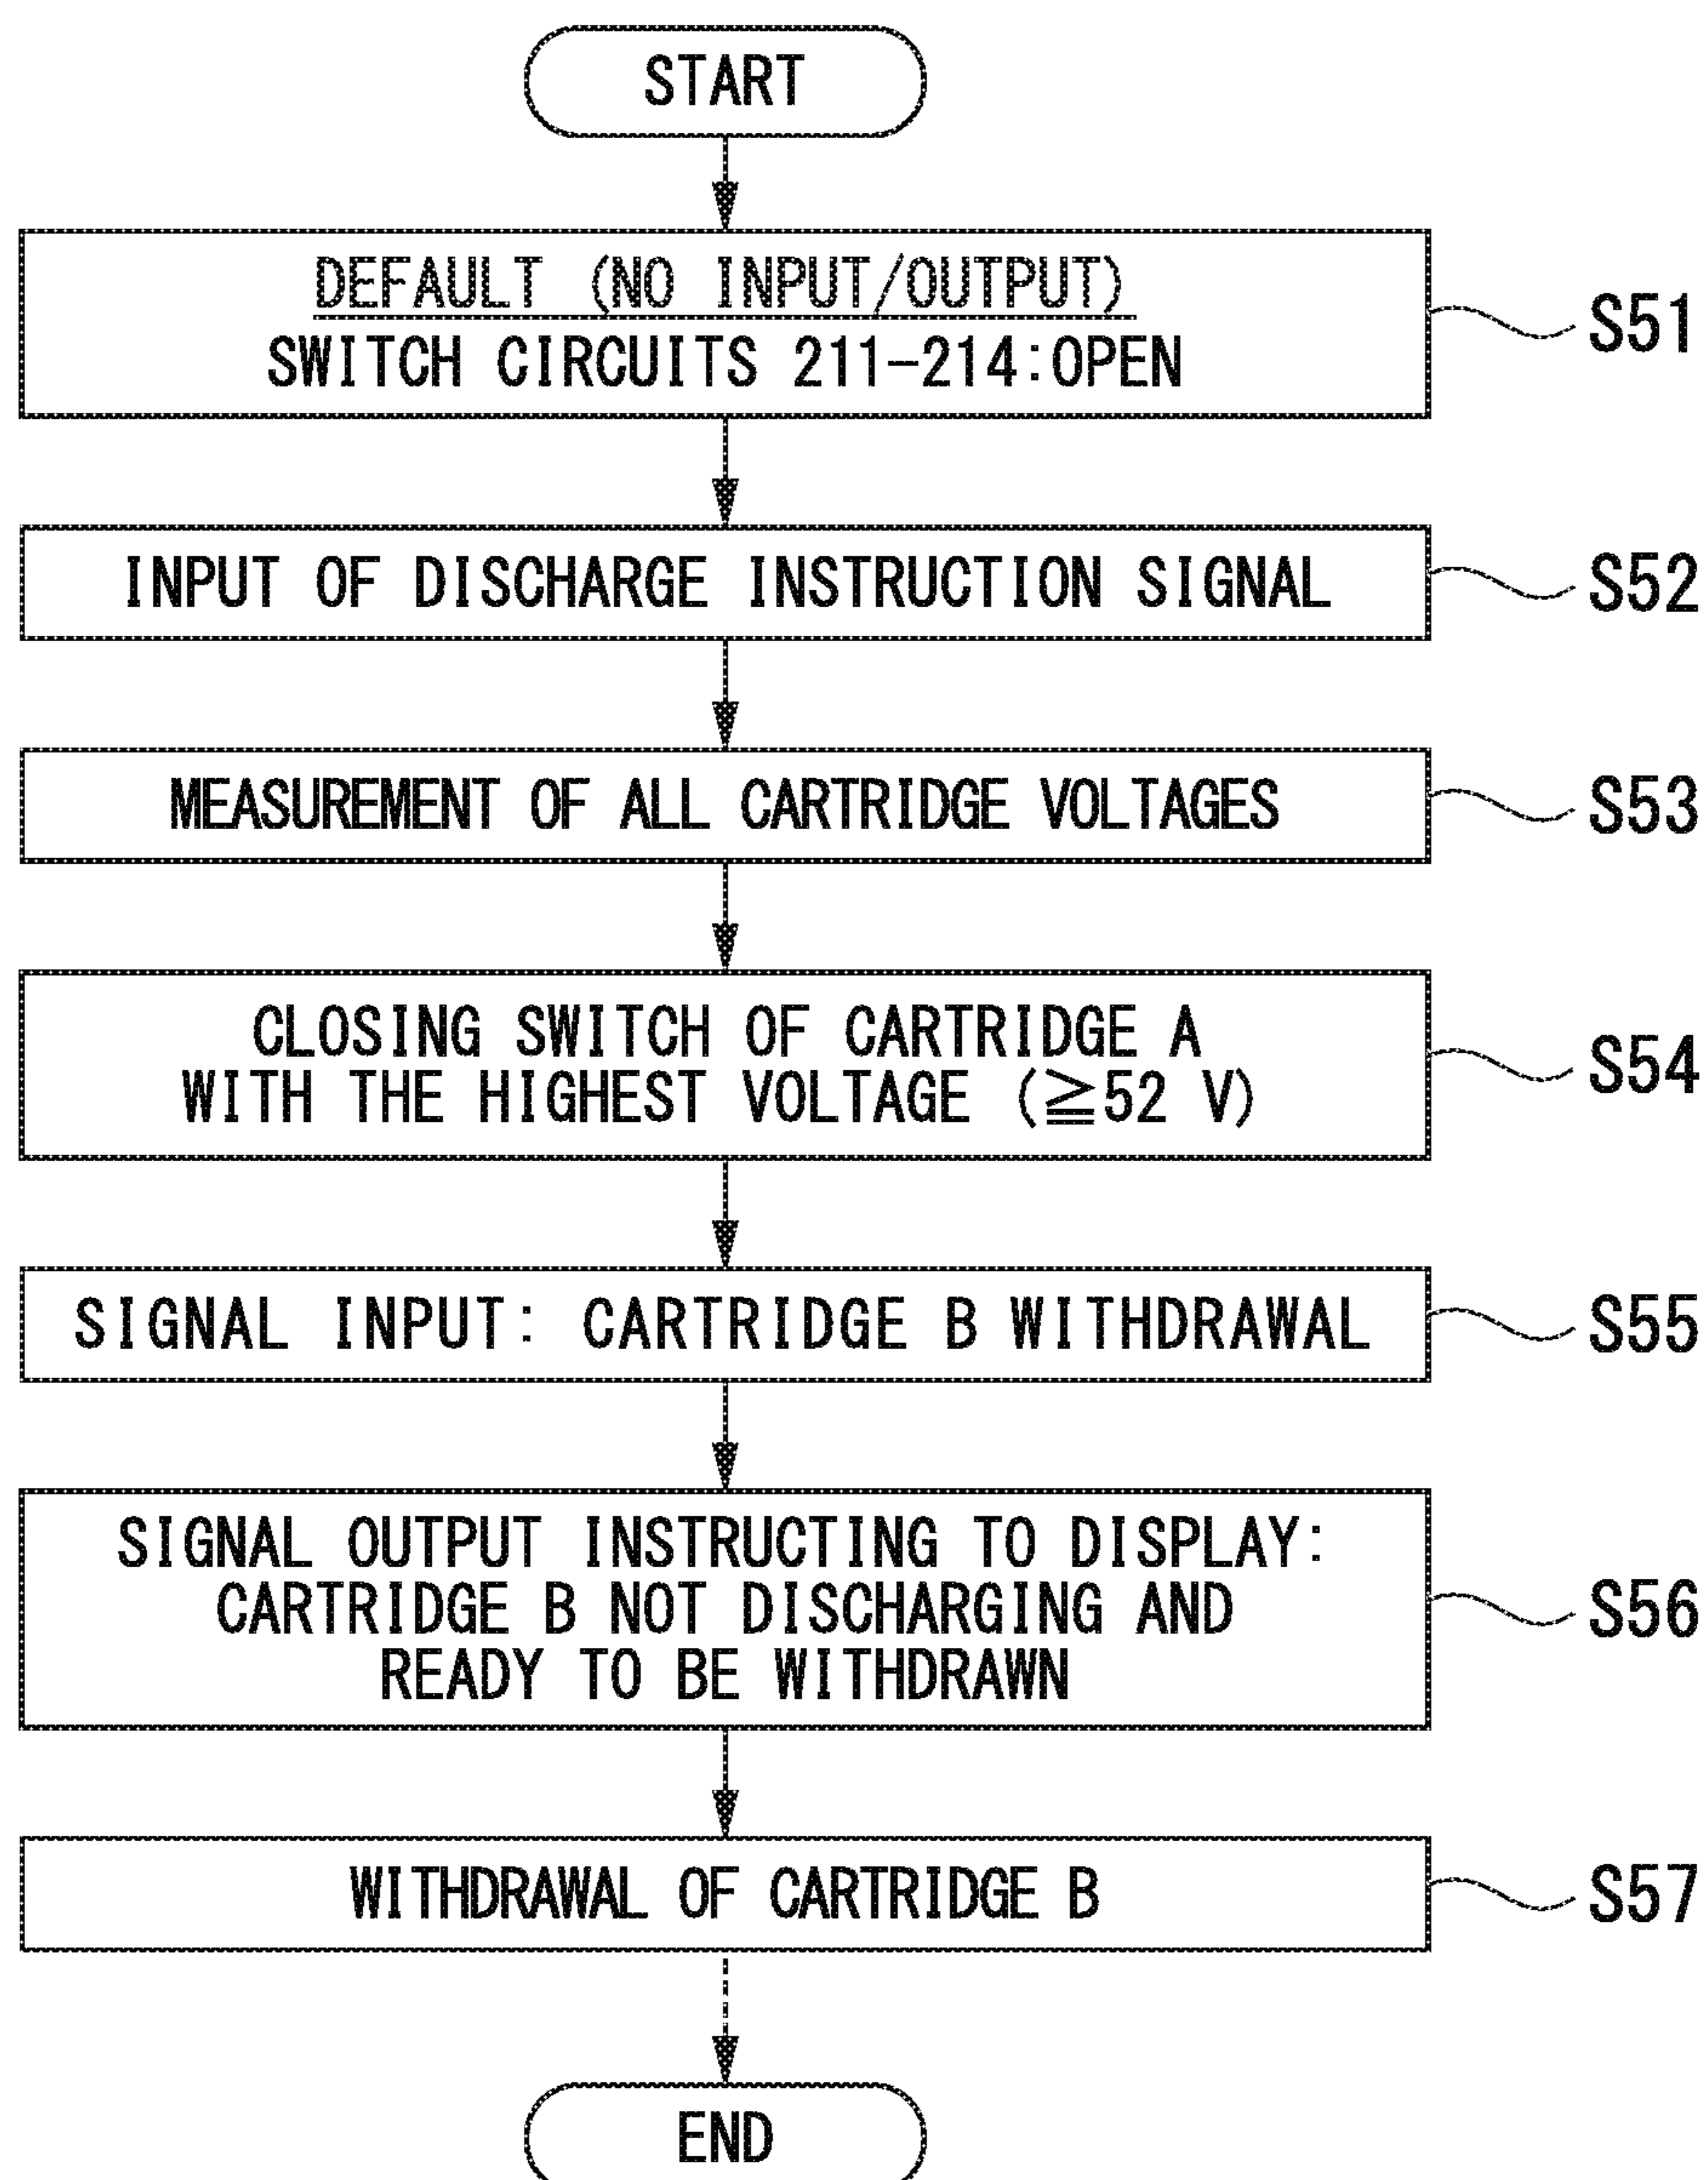 START
DEFAULT (NO INPUT/OUTPUT)
SWITCH CIRCUITS 211-214:OPEN
S51
INPUT OF DISCHARGE INSTRUCTION SIGNAL
S52
MEASUREMENT OF ALL CARTRIDGE VOLTAGES
S53
CLOSING SWITCH OF CARTRIDGE A
WITH THE HIGHEST VOLTAGE (≧52 V)
S54
SIGNAL INPUT: CARTRIDGE B WITHDRAWAL
S55
SIGNAL OUTPUT INSTRUCTING TO DISPLAY:
CARTRIDGE B NOT DISCHARGING AND
READY TO BE WITHDRAWN
S56
WITHDRAWAL OF CARTRIDGE B
S57
END